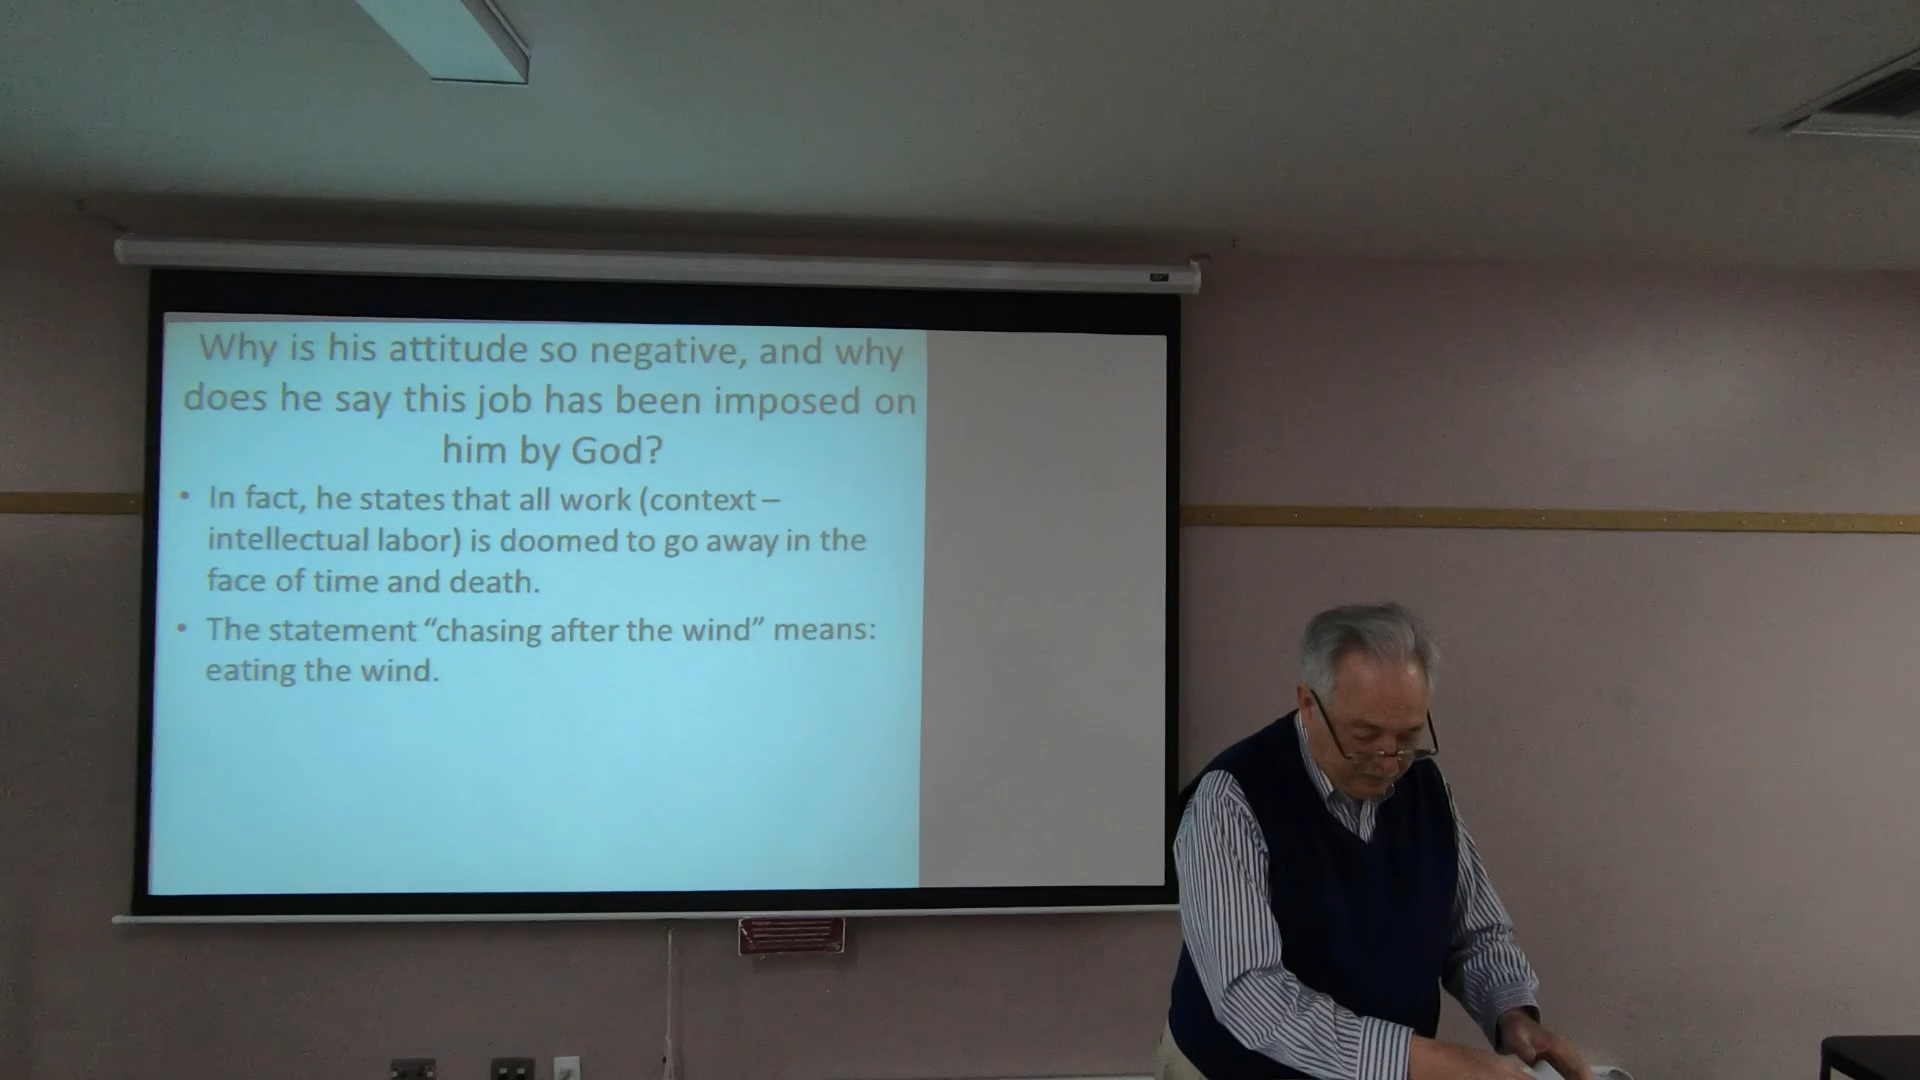 Why is his attitude so negative, and why
does he say this job has been imposed on
him by God?
• In fact, he states that all work (context –
intellectual labor) is doomed to go away in the
face of time and death.
• The statement “chasing after the wind” means:
eating the wind.